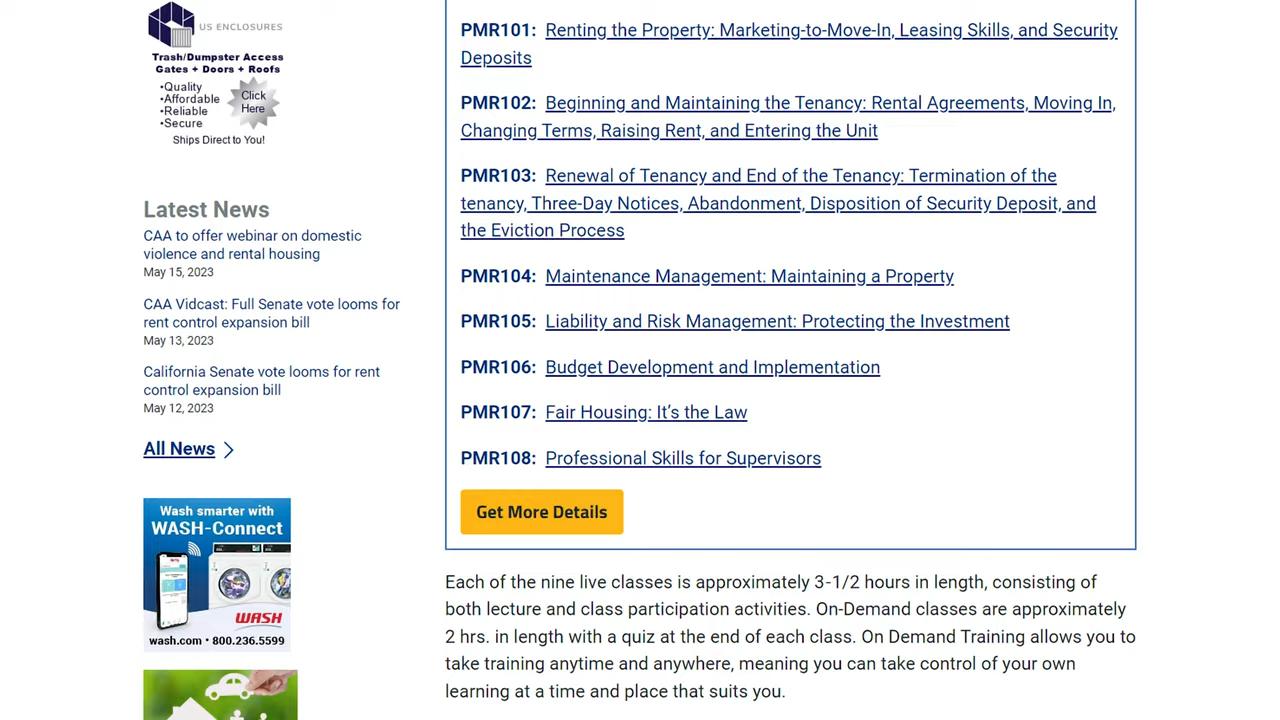 US ENCLOSURES
Trash/Dumpster Access
Gates + Doors + Roofs
•Quality
•Affordable
•Reliable
•Secure
Click
Here
Ships Direct to You!
Latest News
CAA to offer webinar on domestic
violence and rental housing
May 15, 2023
CAA Vidcast: Full Senate vote looms for
rent control expansion bill
May 13, 2023
California Senate vote looms for rent
control expansion bill
May 12, 2023
All News
Wash smarter with
WASH-Connect
WASH
wash.com • 800.236.5599
PMR101: Renting the Property: Marketing-to-Move-In, Leasing Skills, and Security
Deposits
PMR102: Beginning and Maintaining the Tenancy: Rental Agreements, Moving In,
Changing Terms, Raising Rent, and Entering the Unit
PMR103: Renewal of Tenancy and End of the Tenancy: Termination of the
tenancy, Three-Day Notices, Abandonment, Disposition of Security Deposit, and
the Eviction Process
PMR104: Maintenance Management: Maintaining a Property
PMR105: Liability and Risk Management: Protecting the Investment
PMR106: Budget Development and Implementation
PMR107: Fair Housing: It’s the Law
PMR108: Professional Skills for Supervisors
Get More Details
Each of the nine live classes is approximately 3-1/2 hours in length, consisting of
both lecture and class participation activities. On-Demand classes are approximately
2 hrs. in length with a quiz at the end of each class. On Demand Training allows you to
take training anytime and anywhere, meaning you can take control of your own
learning at a time and place that suits you.